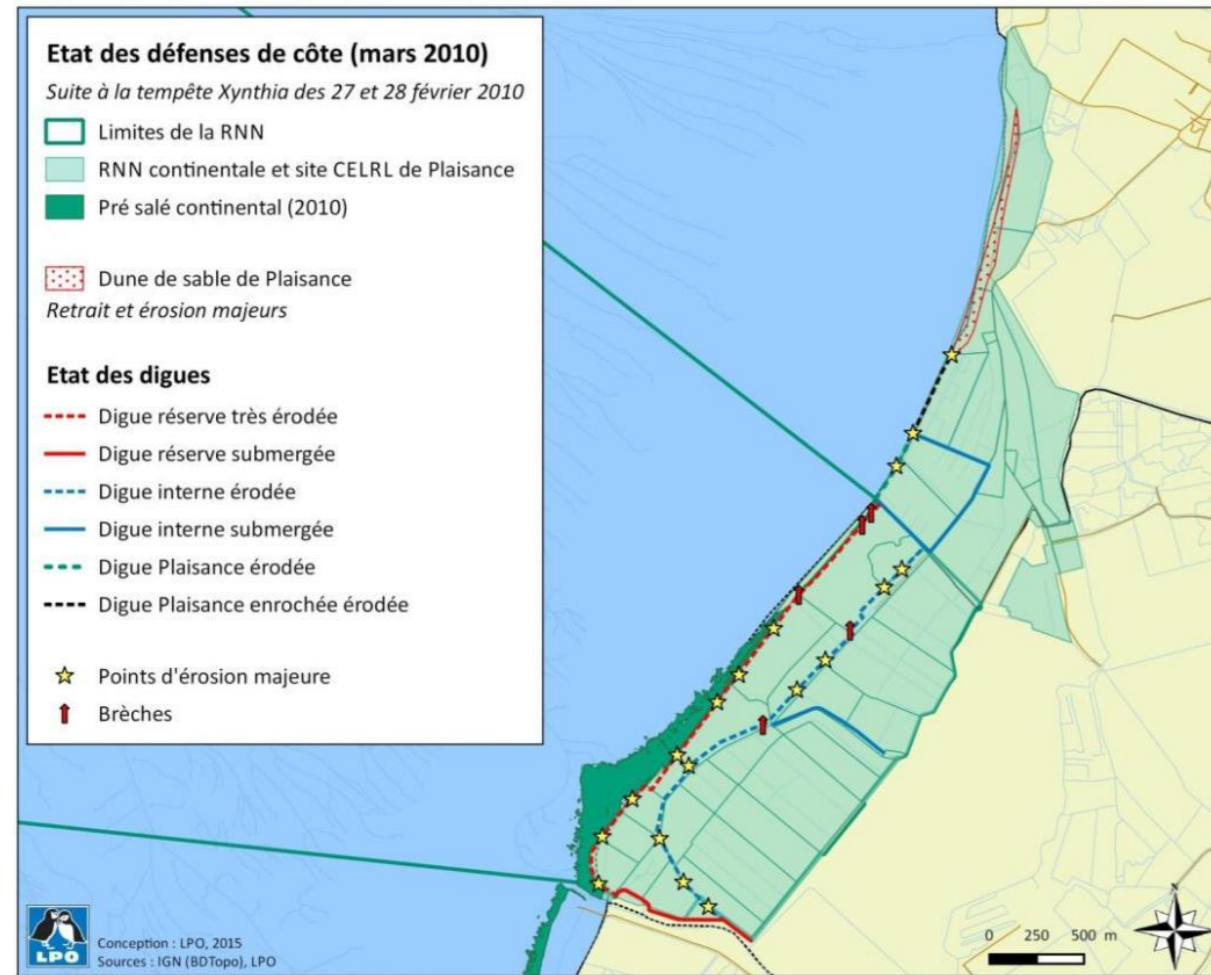 Etat des défenses de côte (mars 2010)
Suite à la tempête Xynthia des 27 et 28 février 2010
Limites de la RNN
RNN continentale et site CELRL de Plaisance
Pré salé continental (2010)
Dune de sable de Plaisance
Retrait et érosion majeurs
Etat des digues
Digue réserve très érodée
Digue réserve submergée
Digue interne érodée
Digue interne submergée
Digue Plaisance érodée
Digue Plaisance enrochée érodée
Points d'érosion majeure
Brèches
LPO
Conception : LPO, 2015
Sources : IGN (BDTopo), LPO
0 250 500 m
N